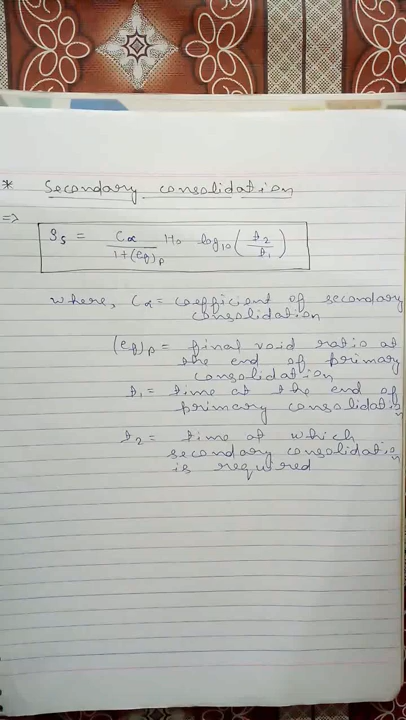 * Secondary consolidation
=> Ss = Cα / 1+(ef)p Ho log10 (t2 / t1)
where, Cα = coefficient of secondary
consolidation
(ef)p = final void ratio at
the end of primary
consolidation
t1 = time at the end of
primary consolidation
t2 = time at which
secondary consolidation
is required